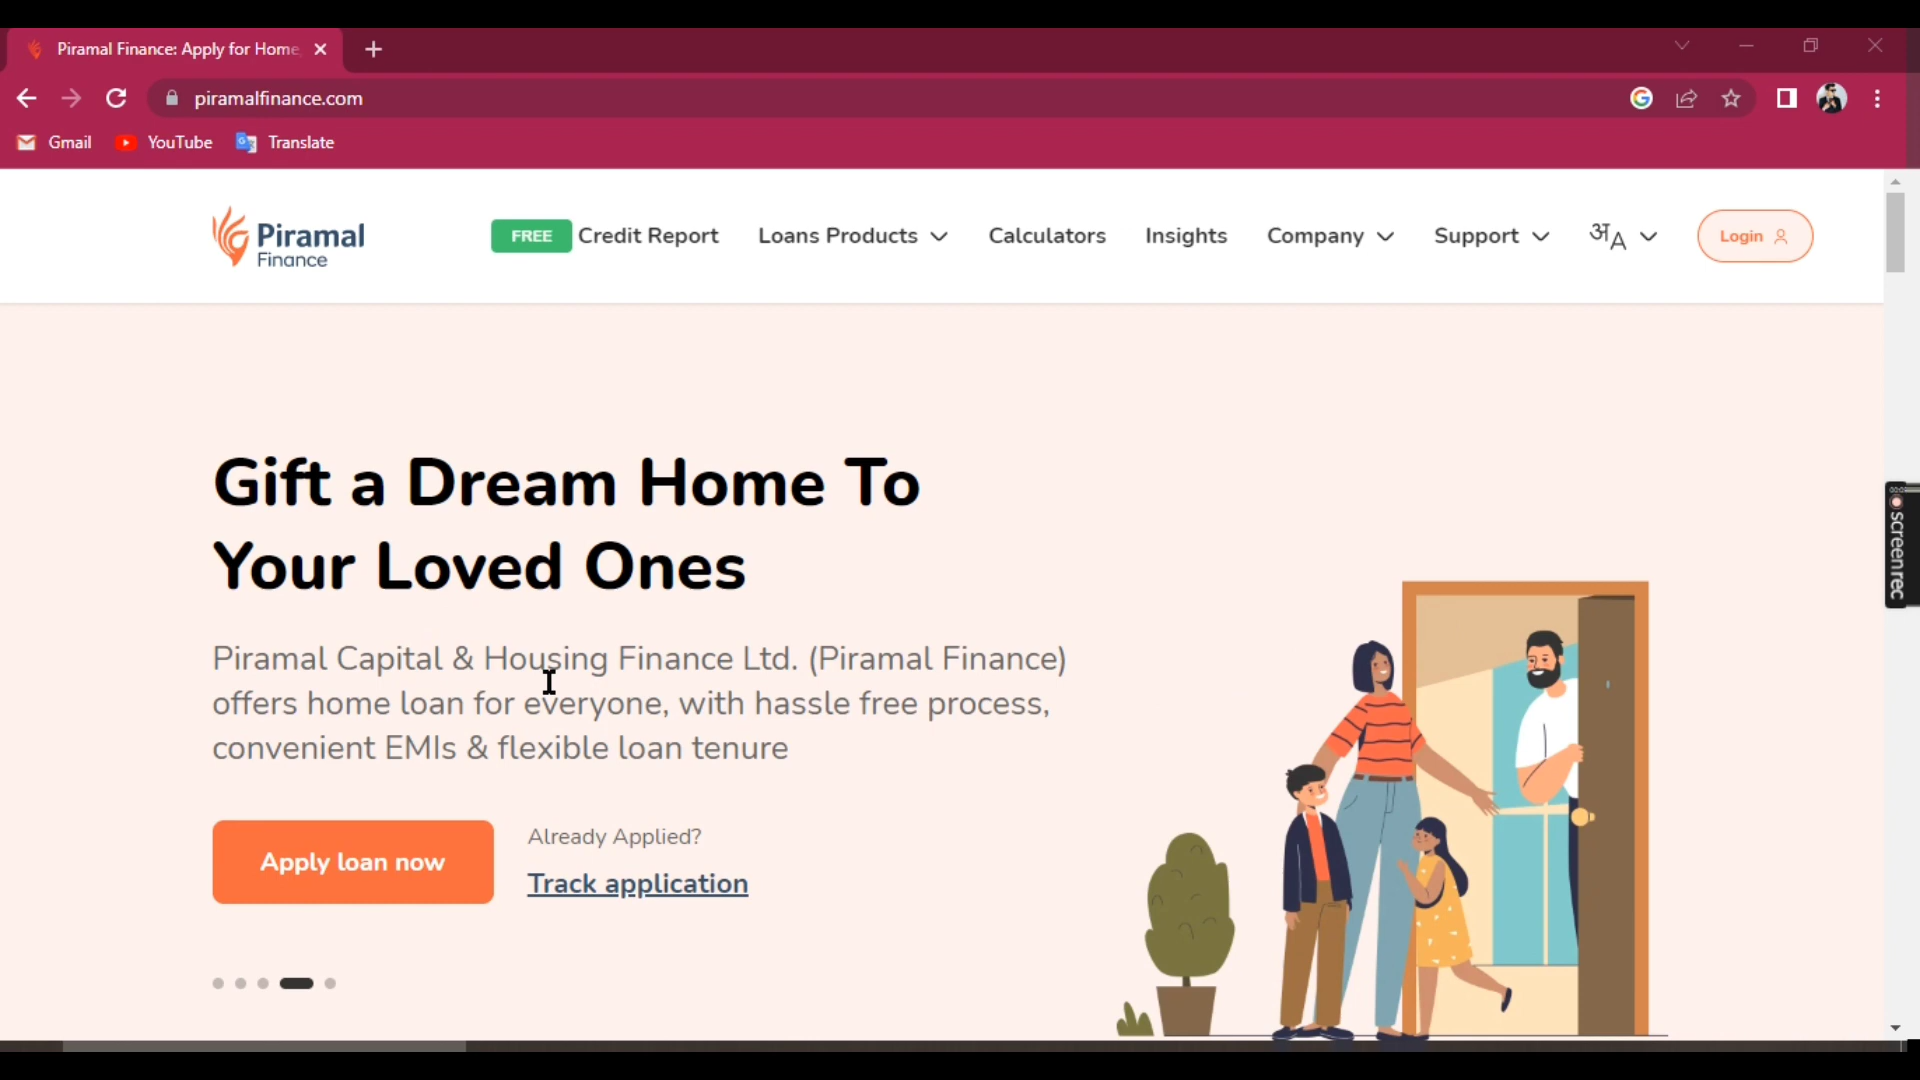 Piramal Finance: Apply for Home
piramalfinance.com
Gmail YouTube Translate
Piramal Finance
FREE Credit Report Loans Products Calculators Insights Company Support अA Login
Gift a Dream Home To
Your Loved Ones
Piramal Capital & Housing Finance Ltd. (Piramal Finance)
offers home loan for everyone, with hassle free process,
convenient EMIs & flexible loan tenure
Apply loan now
Already Applied?
Track application
screenrec